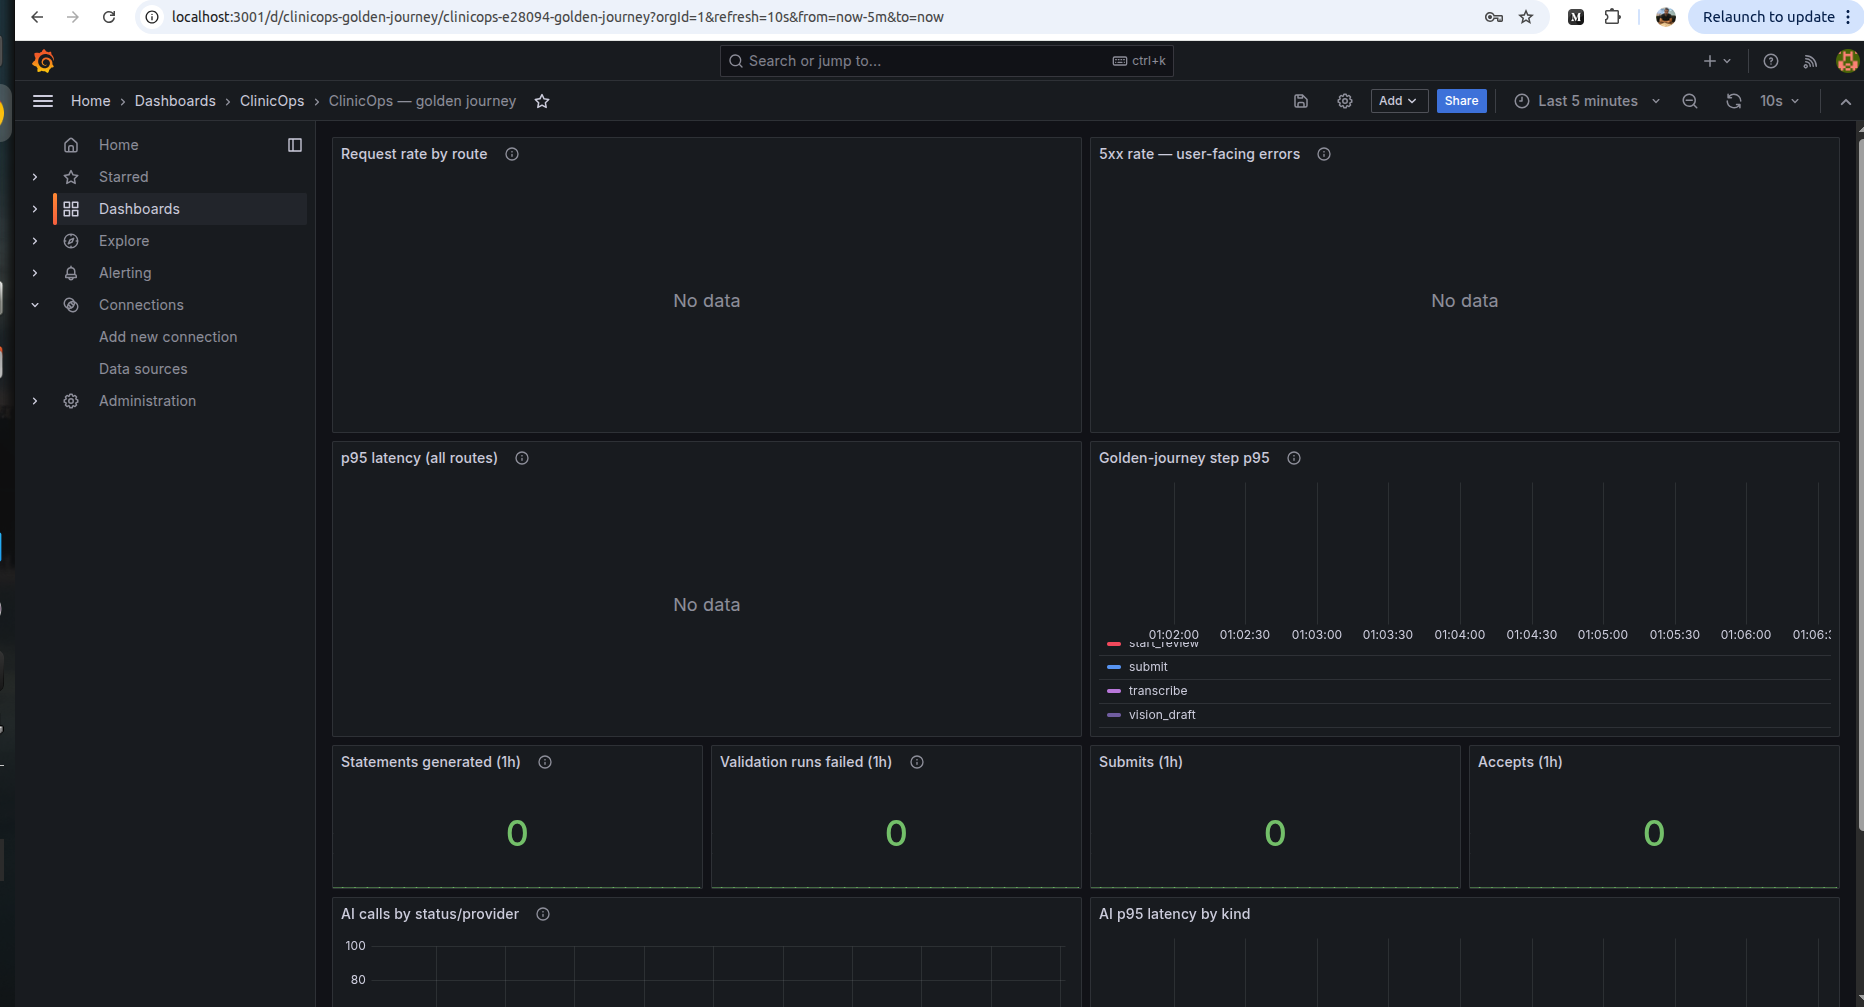 localhost:3001/d/clinicops-golden-journey/clinicops-e28094-golden-journey?orgId=1&refresh=10s&from=now-5m&to=now
M
Relaunch to update
Search or jump to...
ctrl+k
Home › Dashboards › ClinicOps › ClinicOps — golden journey
Add
Share
Last 5 minutes
10s
Home
Starred
Dashboards
Explore
Alerting
Connections
Add new connection
Data sources
Administration
Request rate by route
No data
5xx rate — user-facing errors
No data
p95 latency (all routes)
No data
Golden-journey step p95
01:02:00 01:02:30 01:03:00 01:03:30 01:04:00 01:04:30 01:05:00 01:05:30 01:06:00 01:06:3
start_review
submit
transcribe
vision_draft
Statements generated (1h)
0
Validation runs failed (1h)
0
Submits (1h)
0
Accepts (1h)
0
AI calls by status/provider
100
80
AI p95 latency by kind